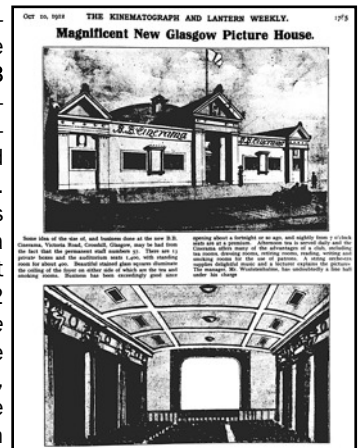 OCT 10, 1912 THE KINEMATOGRAPH AND LANTERN WEEKLY.
Magnificent New Glasgow Picture House.
B.B. Cinerama
B.B. Cinerama
Some idea of the size of, and business done at the new B.B.
Cinerama, Victoria Road, Crosshill, Glasgow, may be had from
the fact that the permanent staff numbers
private boxes and the auditorium seats 1,400, with standing
room for about 400. Beautiful stained glass squares illuminate
the ceiling of the foyer on either side of which are the tea and
smoking rooms. Business has been exceedingly good since
opening about a fortnight or so ago, and nightly from 7 o'clock
seats are at a premium. Afternoon tea is served daily and the
Cinerama offers many of the advantages of a club, including
tea rooms, dressing rooms, retiring rooms, reading, writing and
smoking rooms for the use of patrons. A string orchestra
supplies delightful music and a lecturer explains the pictures.
The manager, Mr. has undoubtedly a fine hall
under his charge